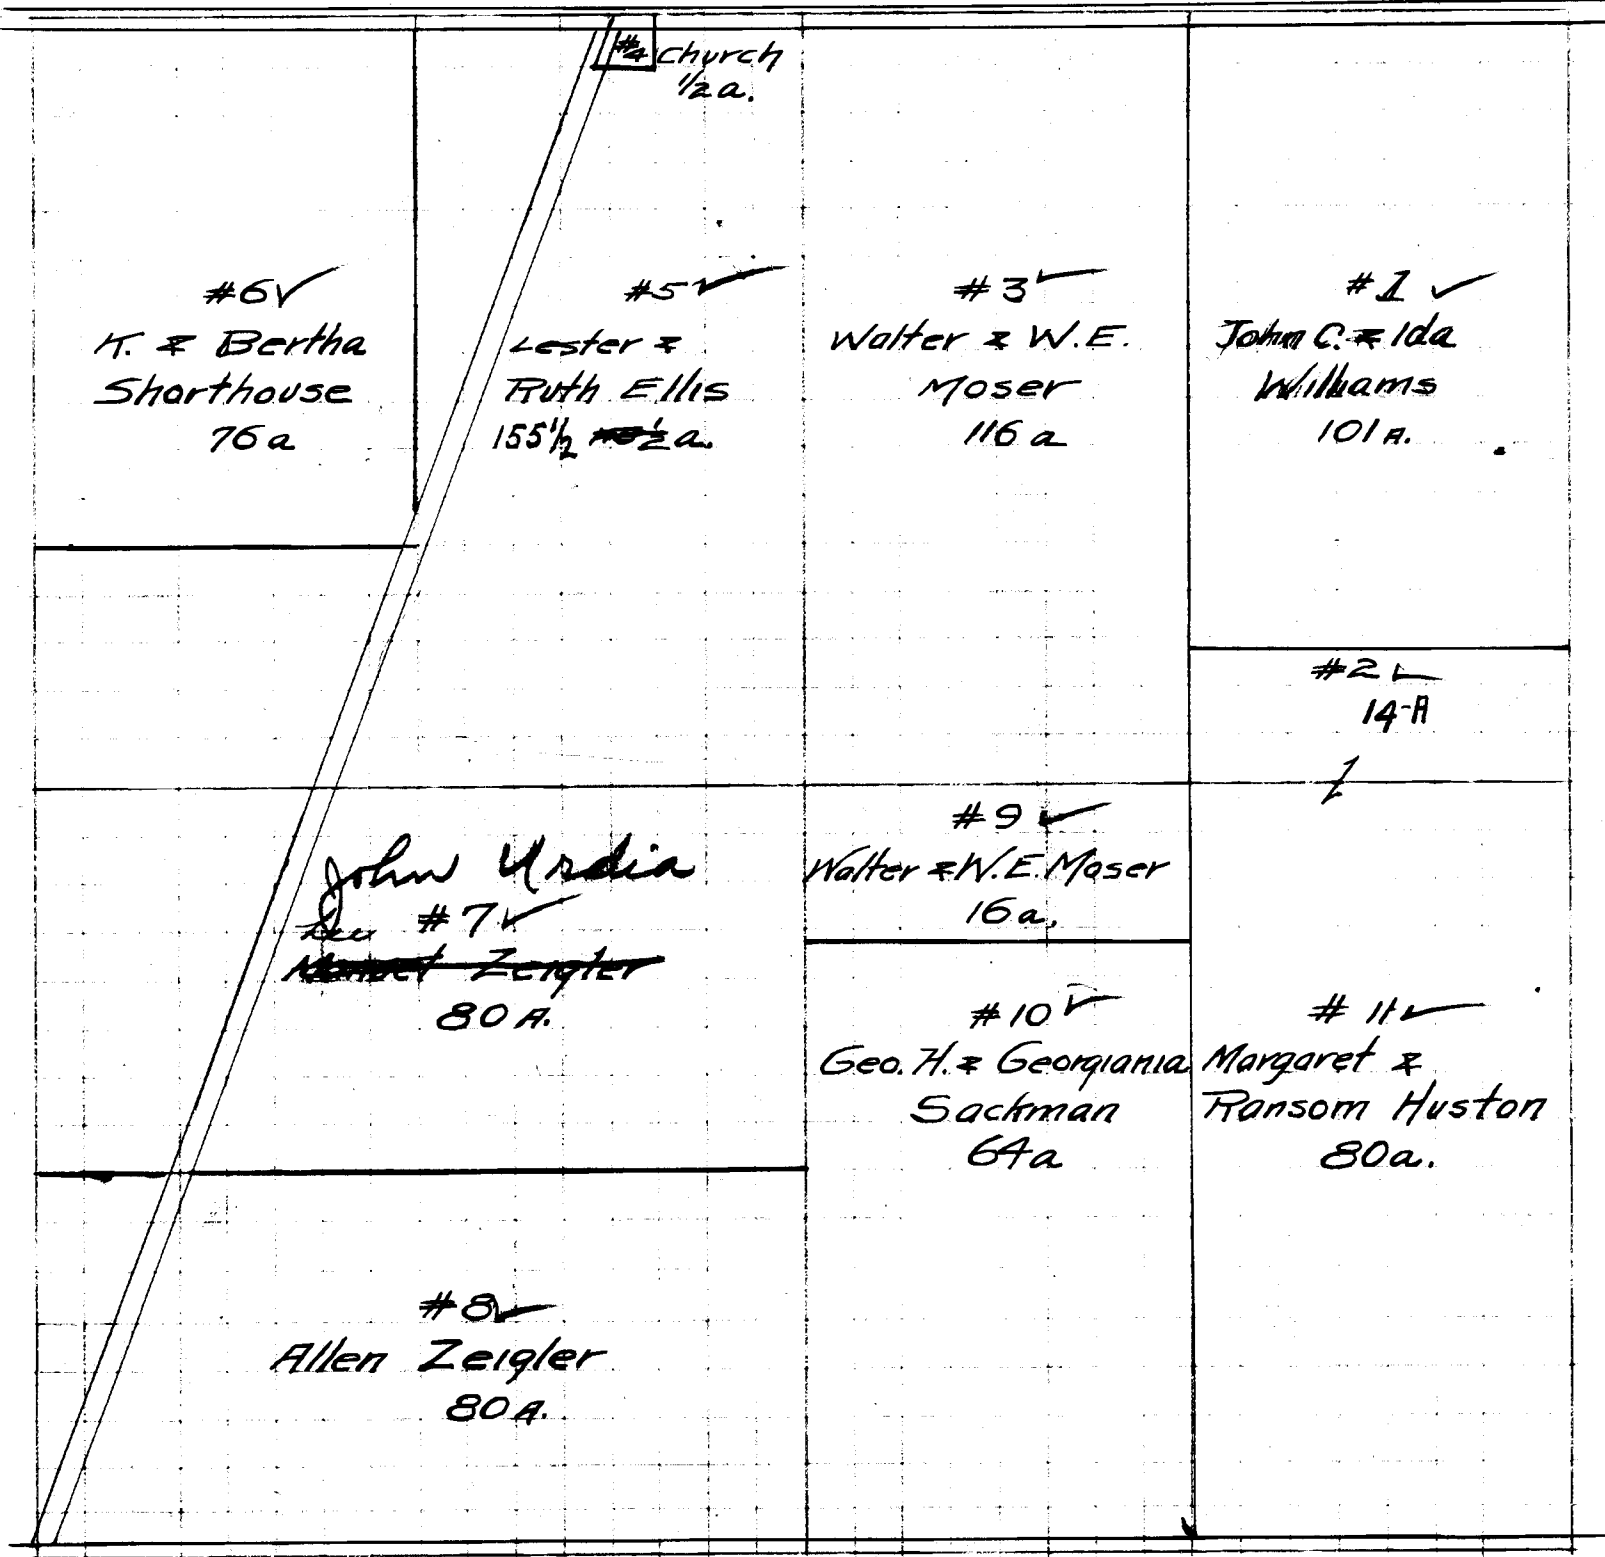 #4 Church
1/2 a.
#6 ✓
K. & Bertha
Shorthouse
76 a
#5 ✓
Lester &
Ruth Ellis
155 1/2 a.
#3 ✓
Walter & W.E.
Moser
116 a
#1 ✓
John C. & Ida
Williams
101 A.
#2 ✓
14-A
1
John Urdia
#7 ✓
Zeigler
80 A.
#9 ✓
Walter & W.E. Moser
16 a.
#10 ✓
Geo. H. & Georgiania
Sackman
64 a
#11 ✓
Margaret &
Ransom Huston
80 a.
#8 ✓
Allen Zeigler
80 A.